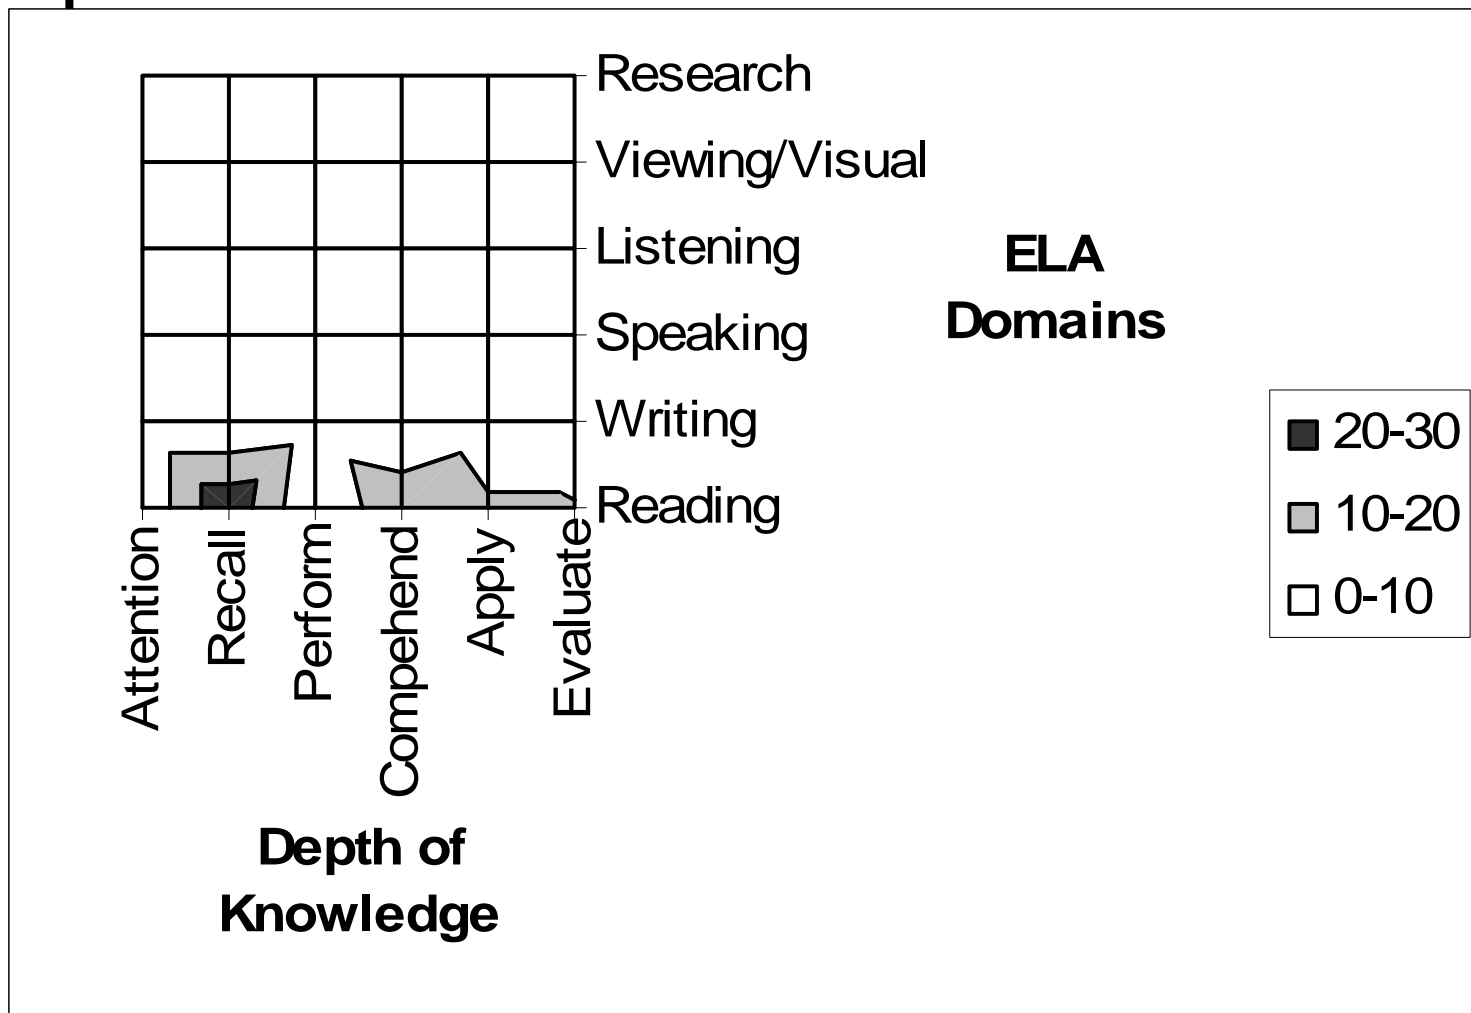 Research
Viewing/Visual
Listening
Speaking
Writing
Reading
ELA
Domains
20-30
10-20
0-10
Attention
Recall
Perform
Compehend
Apply
Evaluate
Depth of
Knowledge